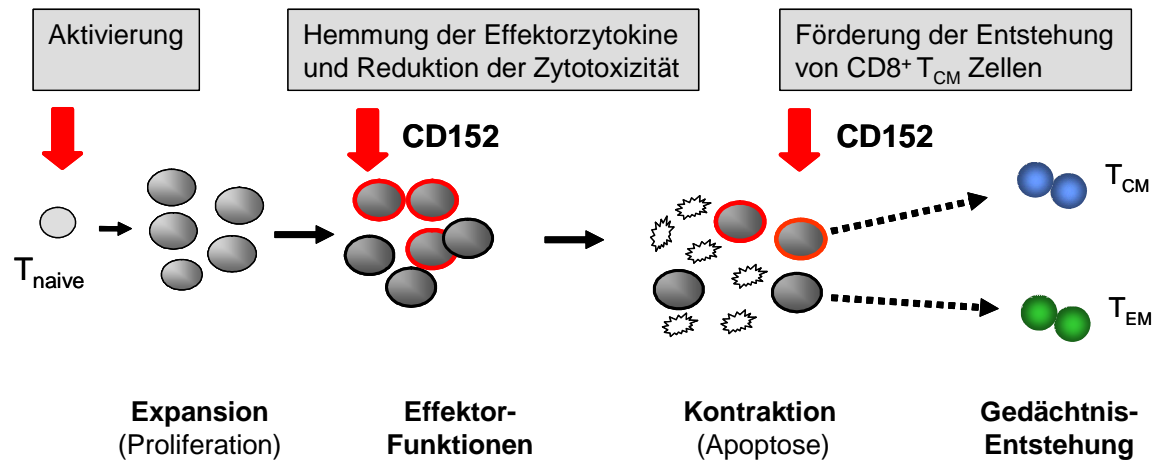 Aktivierung
Hemmung der Effektorzytokine
und Reduktion der Zytotoxizität
Förderung der Entstehung
von CD8⁺ T_CM Zellen
CD152
CD152
T_naive
T_CM
T_EM
Expansion
(Proliferation)
Effektor-
Funktionen
Kontraktion
(Apoptose)
Gedächtnis-
Entstehung